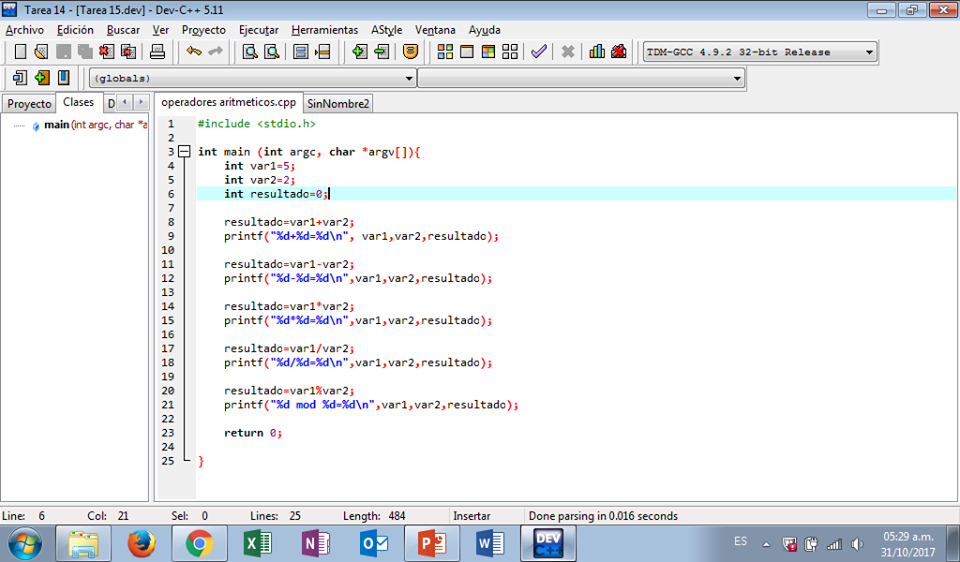 Tarea 14 - [Tarea 15.dev] - Dev-C++ 5.11
Archivo Edición Buscar Ver Proyecto Ejecutar Herramientas AStyle Ventana Ayuda
TDM-GCC 4.9.2 32-bit Release
(globals)
Proyecto Clases D operadores aritmeticos.cpp SinNombre2
main (int argc, char *a
1 #include <stdio.h>
2
3 int main (int argc, char *argv[]){
4 int var1=5;
5 int var2=2;
6 int resultado=0;
7
8 resultado=var1+var2;
9 printf("%d+%d=%d\n", var1,var2,resultado);
10
11 resultado=var1-var2;
12 printf("%d-%d=%d\n",var1,var2,resultado);
13
14 resultado=var1*var2;
15 printf("%d*%d=%d\n",var1,var2,resultado);
16
17 resultado=var1/var2;
18 printf("%d/%d=%d\n",var1,var2,resultado);
19
20 resultado=var1%var2;
21 printf("%d mod %d=%d\n",var1,var2,resultado);
22
23 return 0;
24
25 }
Line: 6 Col: 21 Sel: 0 Lines: 25 Length: 484 Insertar Done parsing in 0.016 seconds
DEV C++ ES 05:29 a.m.
31/10/2017